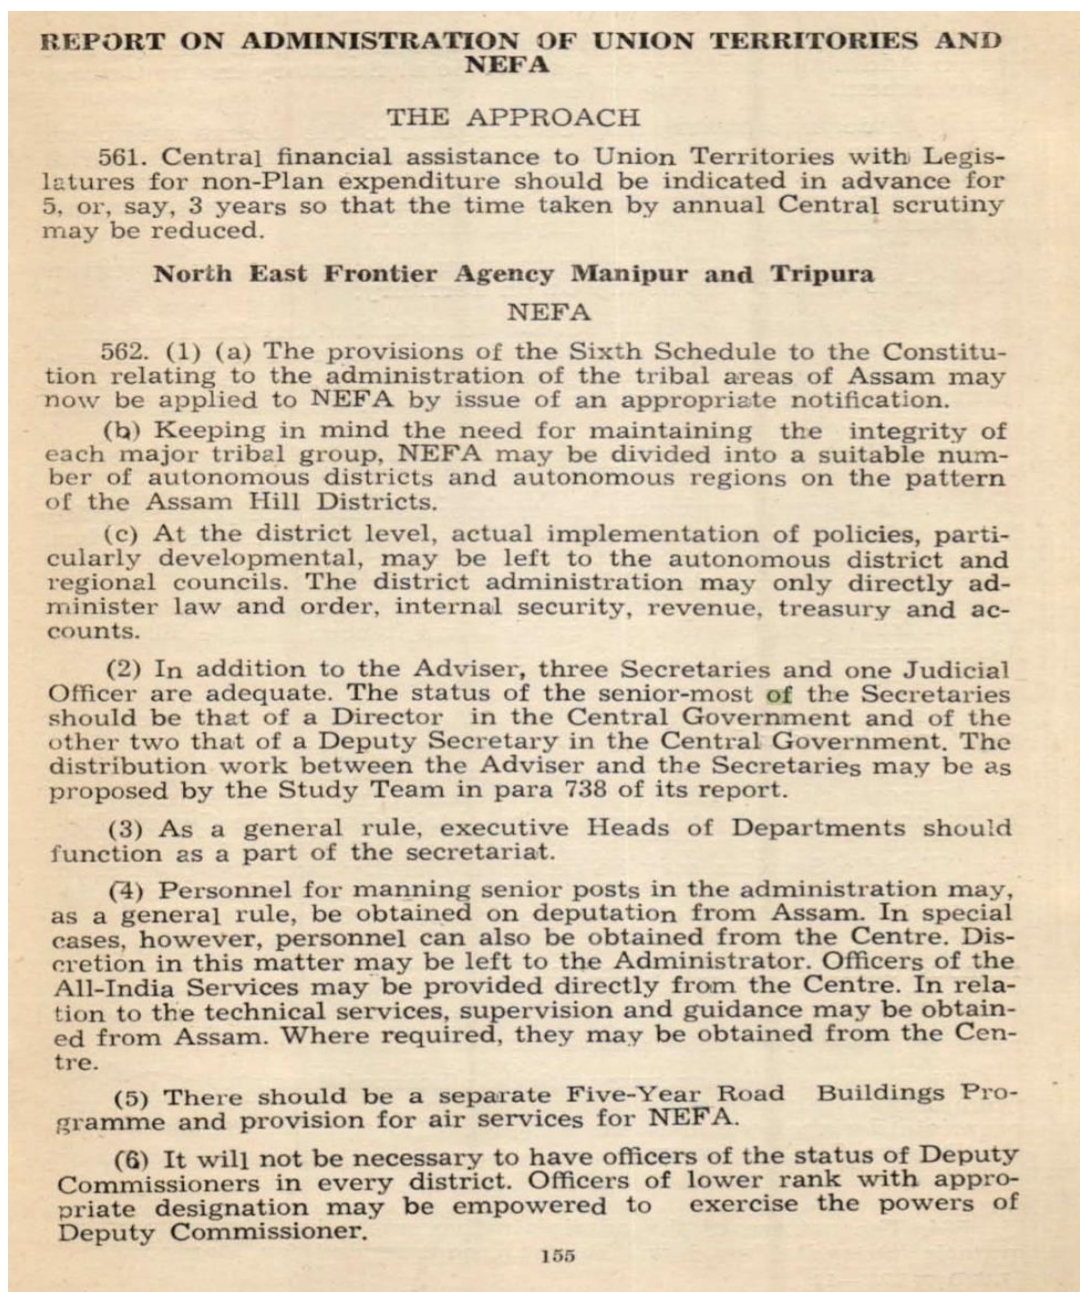 REPORT ON ADMINISTRATION OF UNION TERRITORIES AND
NEFA
THE APPROACH
561. Central financial assistance to Union Territories with Legis-
latures for non-Plan expenditure should be indicated in advance for
5, or, say, 3 years so that the time taken by annual Central scrutiny
may be reduced.
North East Frontier Agency Manipur and Tripura
NEFA
562. (1) (a) The provisions of the Sixth Schedule to the Constitu-
tion relating to the administration of the tribal areas of Assam may
now be applied to NEFA by issue of an appropriate notification.
(b) Keeping in mind the need for maintaining the integrity of
each major tribal group, NEFA may be divided into a suitable num-
ber of autonomous districts and autonomous regions on the pattern
of the Assam Hill Districts.
(c) At the district level, actual implementation of policies, parti-
cularly developmental, may be left to the autonomous district and
regional councils. The district administration may only directly ad-
minister law and order, internal security, revenue, treasury and ac-
counts.
(2) In addition to the Adviser, three Secretaries and one Judicial
Officer are adequate. The status of the senior-most of the Secretaries
should be that of a Director in the Central Government and of the
other two that of a Deputy Secretary in the Central Government. The
distribution work between the Adviser and the Secretaries may be as
proposed by the Study Team in para 738 of its report.
(3) As a general rule, executive Heads of Departments should
function as a part of the secretariat.
(4) Personnel for manning senior posts in the administration may,
as a general rule, be obtained on deputation from Assam. In special
cases, however, personnel can also be obtained from the Centre. Dis-
cretion in this matter may be left to the Administrator. Officers of the
All-India Services may be provided directly from the Centre. In rela-
tion to the technical services, supervision and guidance may be obtain-
ed from Assam. Where required, they may be obtained from the Cen-
tre.
(5) There should be a separate Five-Year Road Buildings Pro-
gramme and provision for air services for NEFA.
(6) It will not be necessary to have officers of the status of Deputy
Commissioners in every district. Officers of lower rank with appro-
priate designation may be empowered to exercise the powers of
Deputy Commissioner.
155